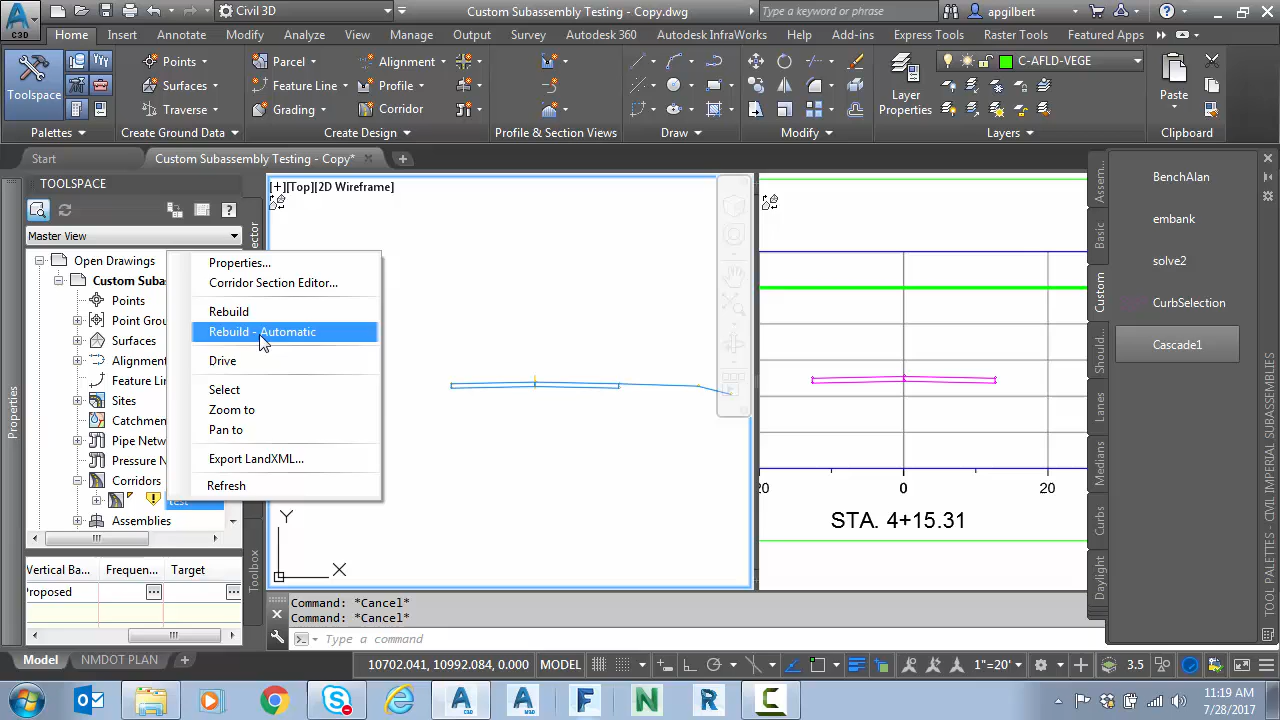 Civil 3D
Custom Subassembly Testing - Copy.dwg
Type a keyword or phrase
apgilbert
C3D
Home Insert Annotate Modify Analyze View Manage Output Survey Autodesk 360 Autodesk InfraWorks Help Add-ins Express Tools Raster Tools Featured Apps
Toolspace
Points
Surfaces
Traverse
Parcel
Feature Line
Grading
Alignment
Profile
Corridor
Layer
Properties
C-AFLD-VEGE
Paste
Palettes
Create Ground Data
Create Design
Profile & Section Views
Draw
Modify
Layers
Clipboard
Start
Custom Subassembly Testing - Copy*
TOOLSPACE
Master View
Open Drawings
Custom Subas
Points
Point Grou
Surfaces
Alignment
Feature Lin
Sites
Catchmen
Pipe Netw
Pressure N
Corridors
test
Assemblies
Properties...
Corridor Section Editor...
Rebuild
Rebuild - Automatic
Drive
Select
Zoom to
Pan to
Export LandXML...
Refresh
Vertical Ba... Frequen... Target
Toolbox
Properties
[+][Top][2D Wireframe]
Y
X
20
0
20
STA. 4+15.31
Assem...
Basic
Custom
Should...
Lanes
Medians
Curbs
Daylight
BenchAlan
embank
solve2
CurbSelection
Cascade1
TOOL PALETTES - CIVIL IMPERIAL SUBASSEMBLIES
Command: *Cancel*
Command: *Cancel*
Type a command
Model
NMDOT PLAN
10702.041, 10992.084, 0.000
MODEL
1"=20'
3.5
11:19 AM
7/28/2017